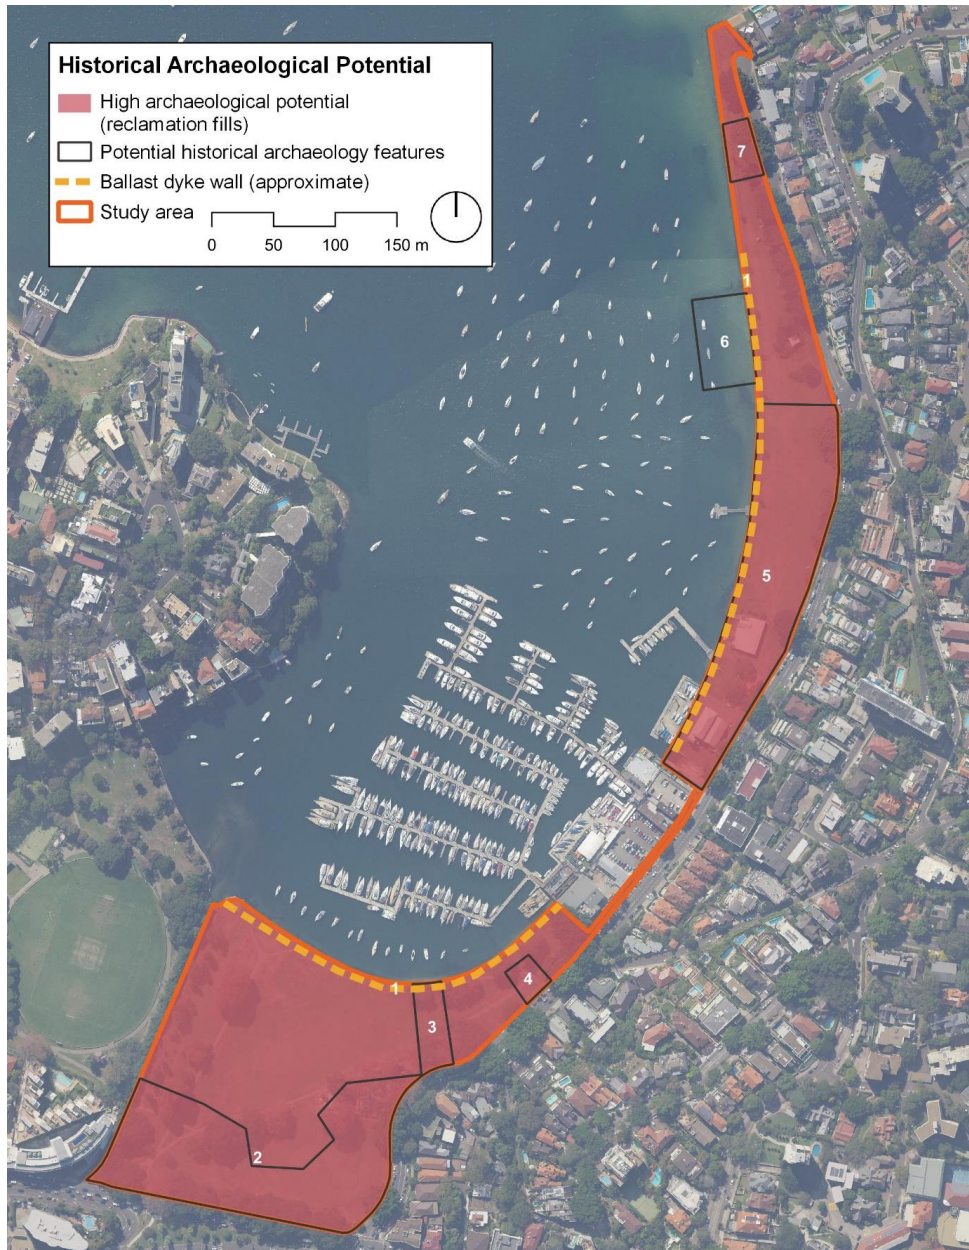 Historical Archaeological Potential
High archaeological potential
(reclamation fills)
Potential historical archaeology features
Ballast dyke wall (approximate)
Study area
0 50 100 150 m
7
1
6
5
1
4
3
2